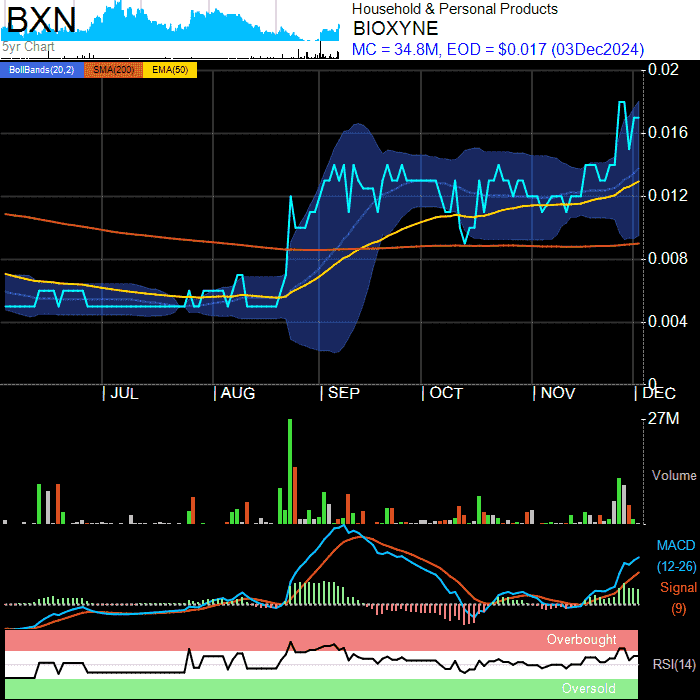 BXN
5yr Chart
Household & Personal Products
BIOXYNE
MC = 34.8M, EOD = $0.017 (03Dec2024)
BollBands(20,2) SMA(200) EMA(50)
0.02
0.016
0.012
0.008
0.004
0
JUL AUG SEP OCT NOV DEC
27M
Volume
MACD
(12-26)
Signal
(9)
Overbought
RSI(14)
Oversold